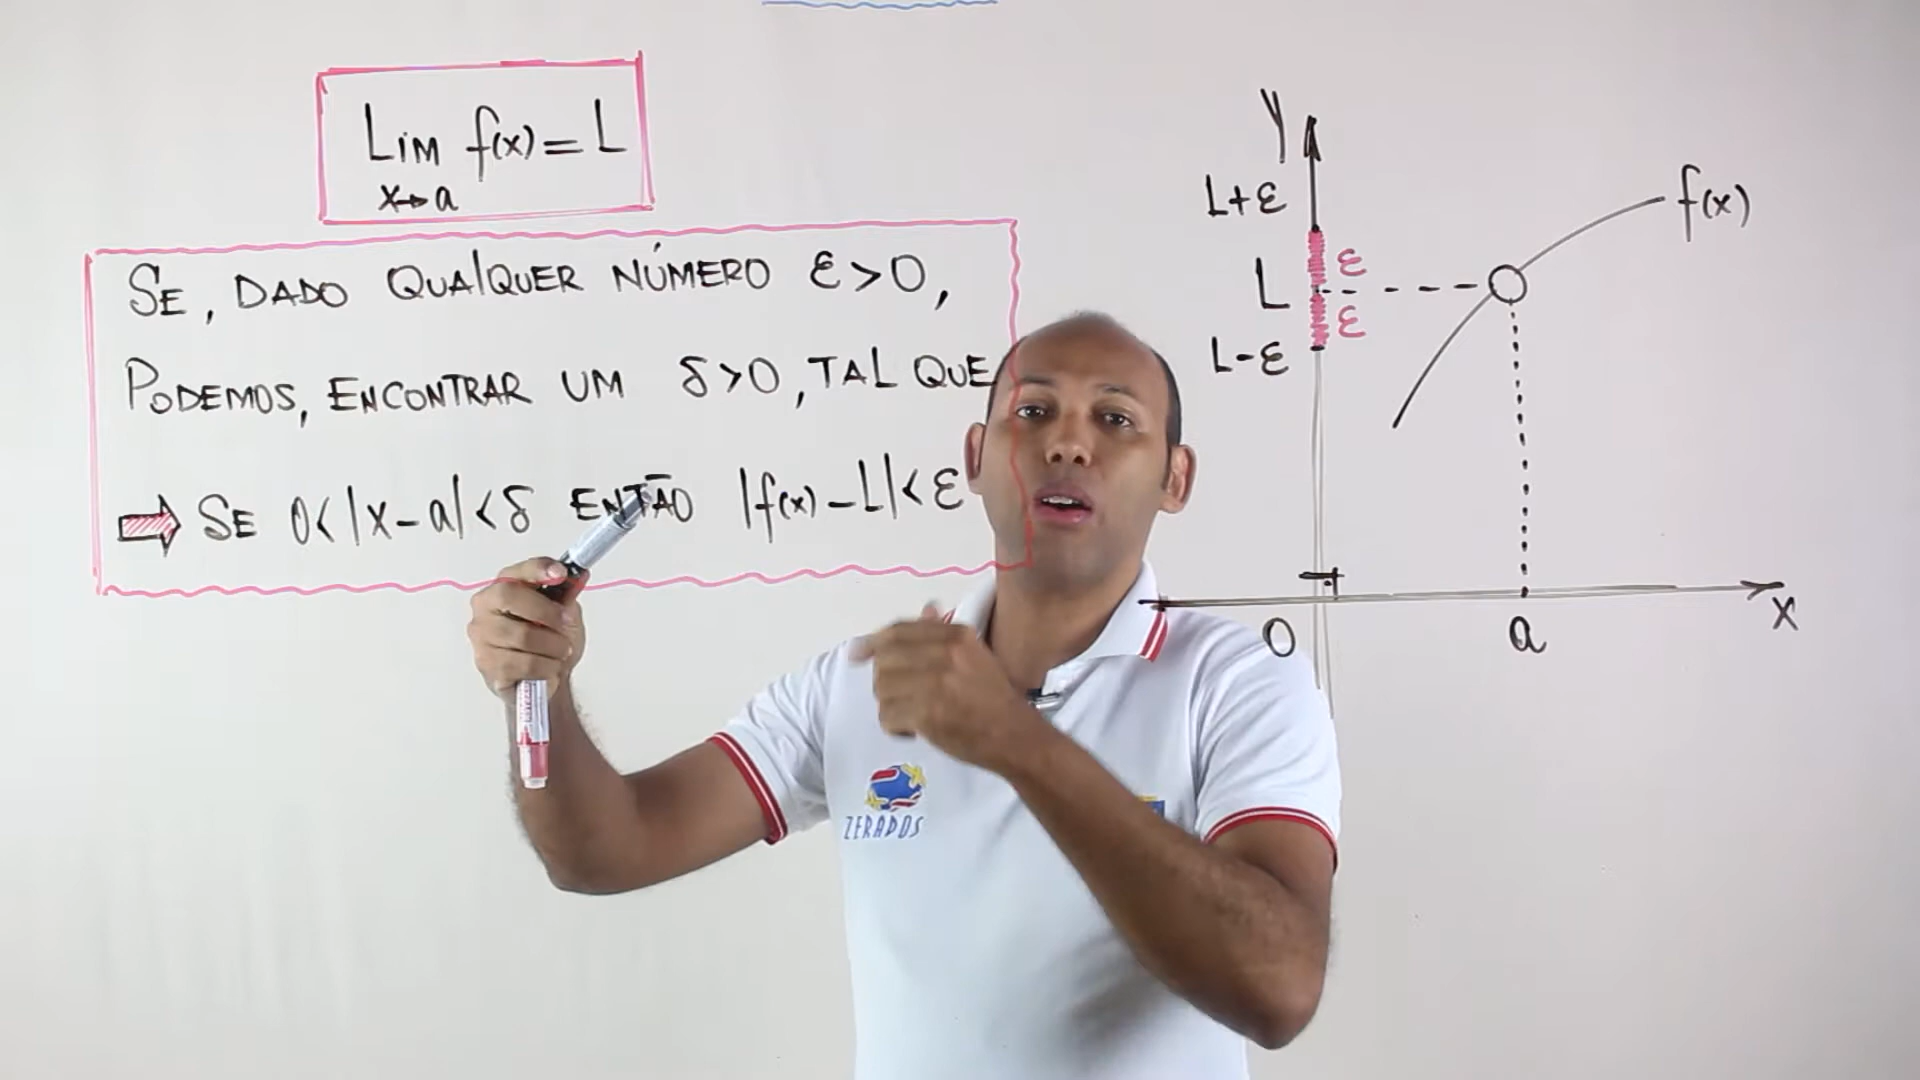 Lim f(x) = L
x→a
SE, DADO QUALQUER NÚMERO ε > 0,
PODEMOS, ENCONTRAR UM δ > 0, TAL QUE
⇒ SE 0 < |x - a| < δ ENTÃO |f(x) - L| < ε
Y
L+ε
f(x)
ε
L
ε
L-ε
0
a
X
ZERADOS